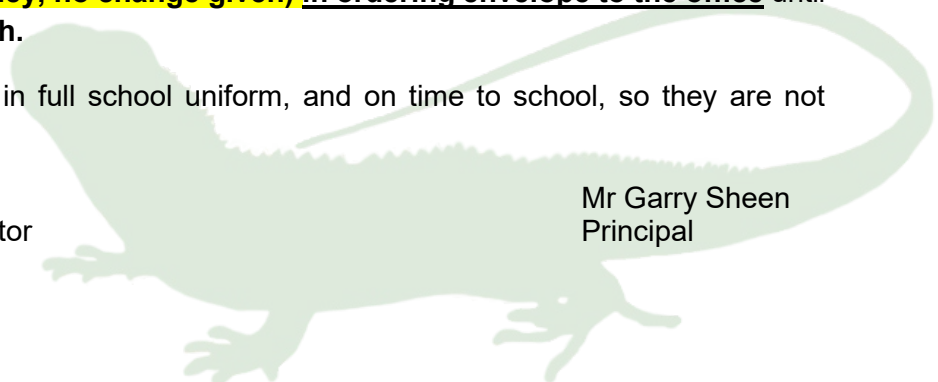 ey, no change given) in ordering envelope to the office until
h.
in full school uniform, and on time to school, so they are not
Mr Garry Sheen
tor Principal